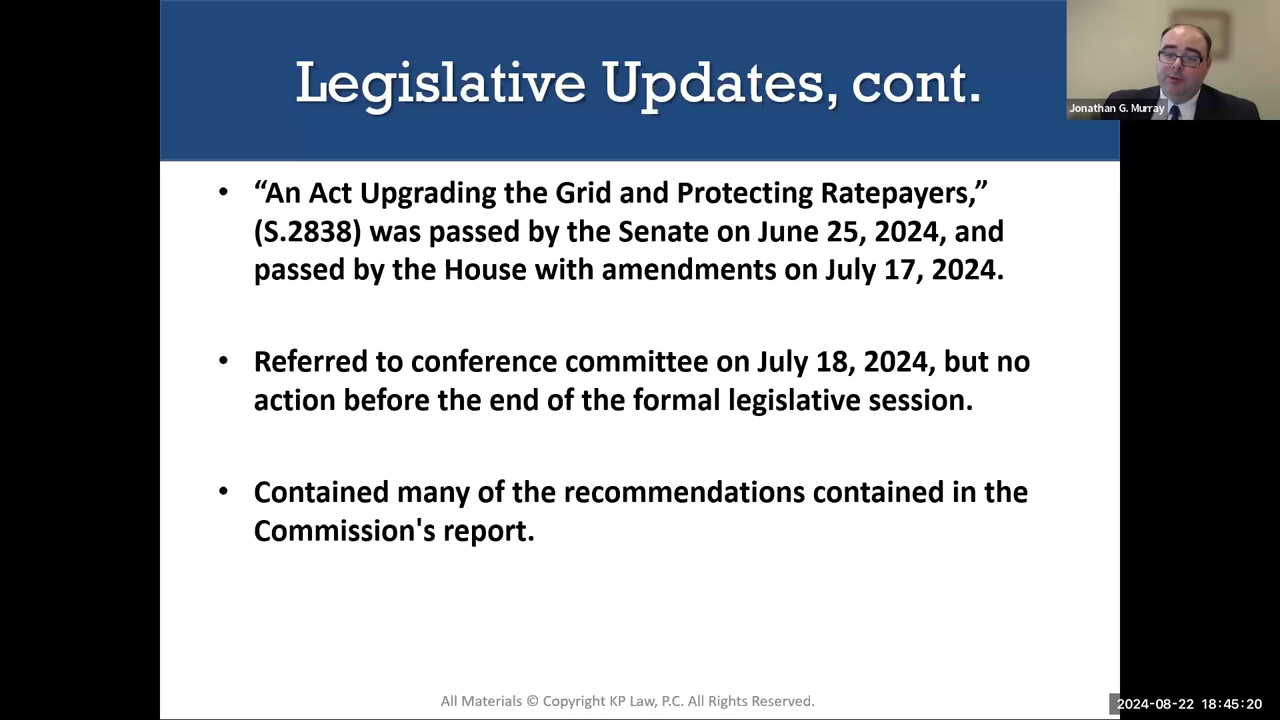 Legislative Updates, cont.
Jonathan G. Murray
• “An Act Upgrading the Grid and Protecting Ratepayers,”
(S.2838) was passed by the Senate on June 25, 2024, and
passed by the House with amendments on July 17, 2024.
• Referred to conference committee on July 18, 2024, but no
action before the end of the formal legislative session.
• Contained many of the recommendations contained in the
Commission's report.
All Materials © Copyright KP Law, P.C. All Rights Reserved.
2024-08-22 18:45:20